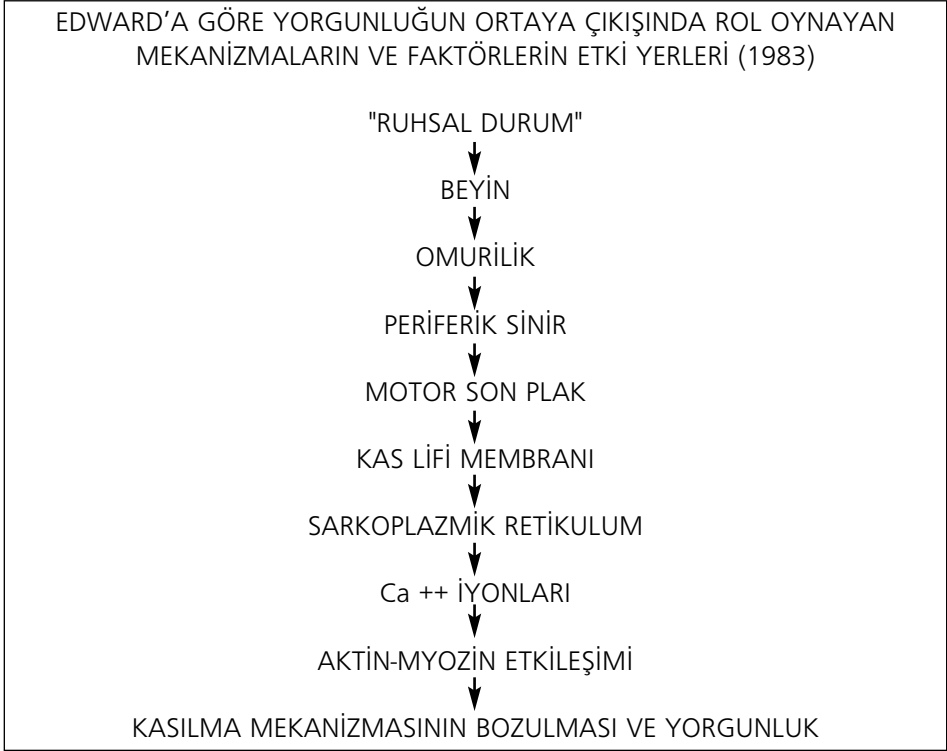 EDWARD’A GÖRE YORGUNLUĞUN ORTAYA ÇIKIŞINDA ROL OYNAYAN
MEKANİZMALARIN VE FAKTÖRLERİN ETKİ YERLERİ (1983)
"RUHSAL DURUM"
BEYİN
OMURİLİK
PERİFERİK SİNİR
MOTOR SON PLAK
KAS LİFİ MEMBRANI
SARKOPLAZMİK RETİKULUM
Ca ++ İYONLARI
AKTİN-MYOZİN ETKİLEŞİMİ
KASILMA MEKANİZMASININ BOZULMASI VE YORGUNLUK